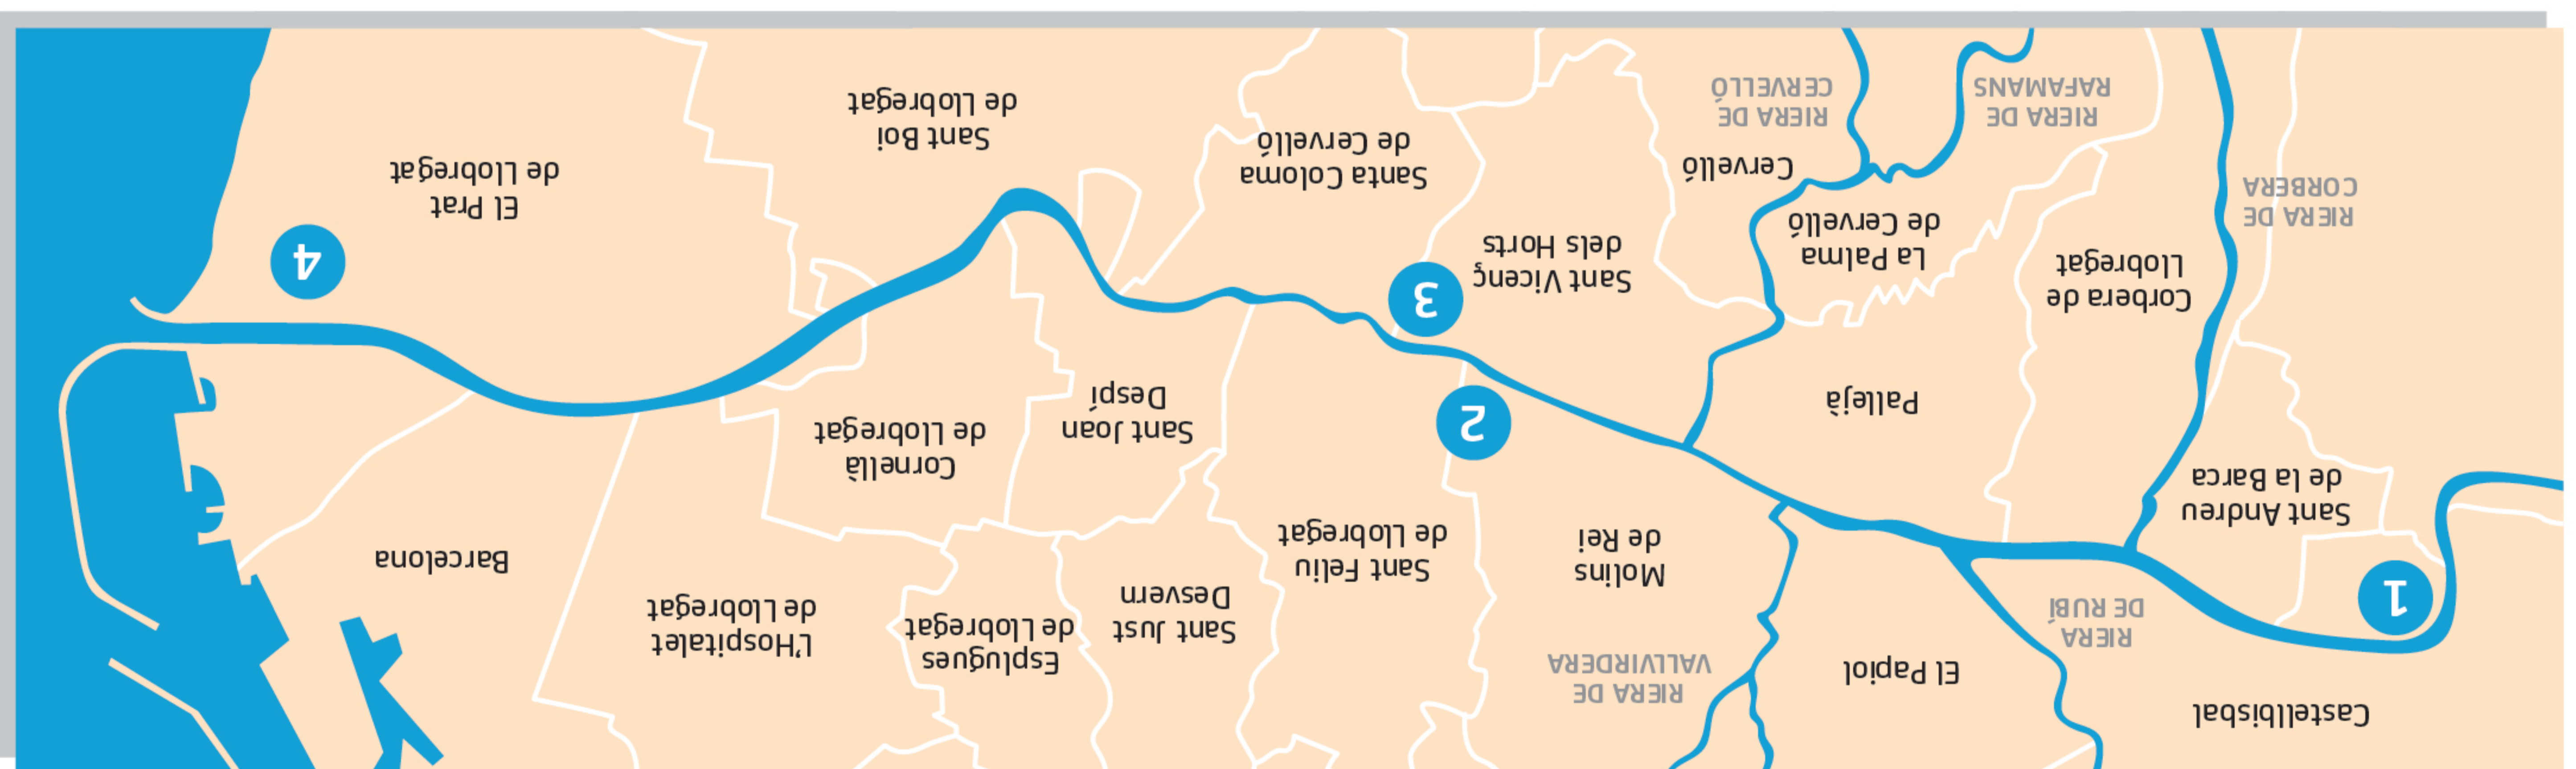 Castellbisbal
El Papiol
RIERA DE
VALLVIRDERA
RIERA
DE RUBÍ
1
Esplugues
de Llobregat
L'Hospitalet
de Llobregat
Sant Just
Desvern
Molins
de Rei
Sant Feliu
de Llobregat
Barcelona
Sant Andreu
de la Barca
Cornellà
de Llobregat
Sant Joan
Despí
2
Pallejà
Corbera de
Llobregat
La Palma
de Cervelló
Sant Vicenç
dels Horts
3
4
RIERA DE
CORBERA
El Prat
de Llobregat
Santa Coloma
de Cervelló
Cervelló
Sant Boi
de Llobregat
RIERA DE
RAFAMANS
RIERA DE
CERVELLÓ